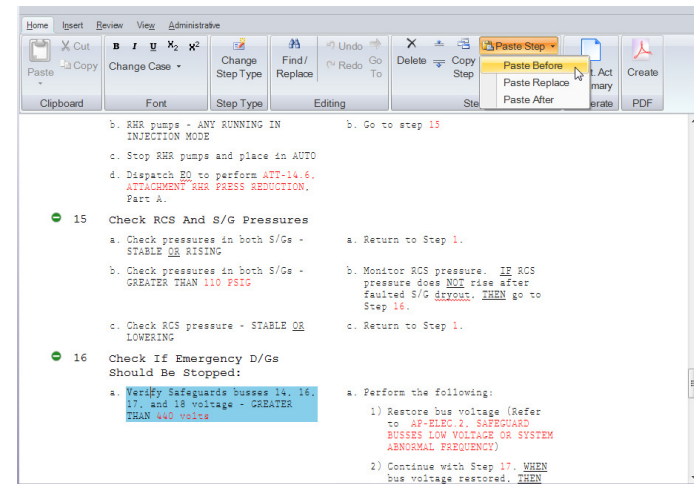 Home Insert Review View Administrative
Cut
Copy
Paste
Clipboard
B I U X₂ X²
Change Case
Font
Change
Step Type
Step Type
Find/
Replace
Undo
Redo
Go
To
Editing
Delete
Copy
Step
Paste Step
Paste Before
Paste Replace
Paste After
Ste
t. Act
mary
erate
Create
PDF
b. RHR pumps - ANY RUNNING IN
INJECTION MODE
b. Go to step 15
c. Stop RHR pumps and place in AUTO
d. Dispatch EO to perform ATT-14.6,
ATTACHMENT RHR PRESS REDUCTION,
Part A.
15 Check RCS And S/G Pressures
a. Check pressures in both S/Gs -
STABLE OR RISING
a. Return to Step 1.
b. Check pressures in both S/Gs -
GREATER THAN 110 PSIG
b. Monitor RCS pressure. IF RCS
pressure does NOT rise after
faulted S/G dryout, THEN go to
Step 16.
c. Check RCS pressure - STABLE OR
LOWERING
c. Return to Step 1.
16 Check If Emergency D/Gs
Should Be Stopped:
a. Verify Safeguards busses 14, 16,
17, and 18 voltage - GREATER
THAN 440 volts
a. Perform the following:
1) Restore bus voltage (Refer
to AP-ELEC.2, SAFEGUARD
BUSSES LOW VOLTAGE OR SYSTEM
ABNORMAL FREQUENCY)
2) Continue with Step 17. WHEN
bus voltage restored, THEN